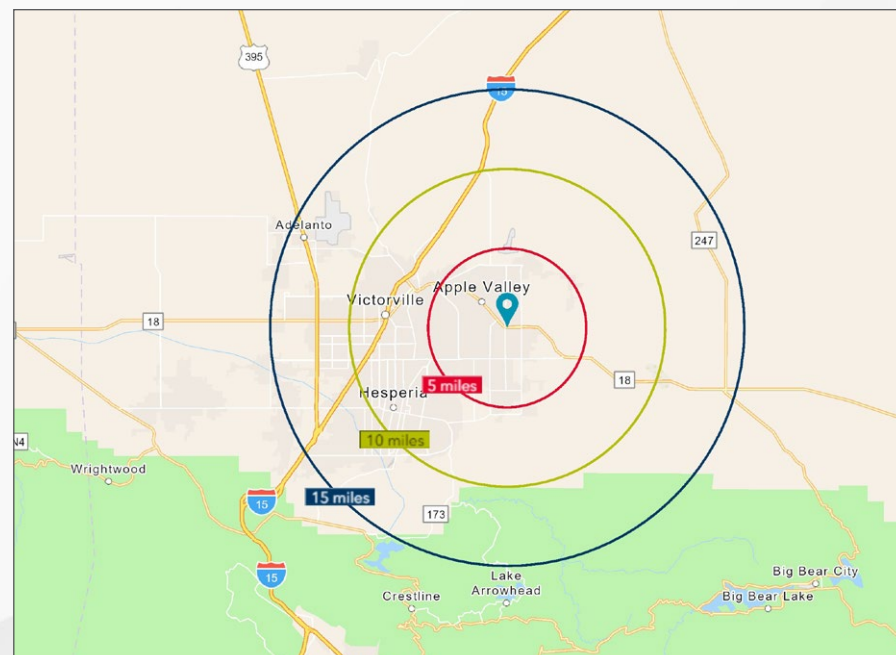 395
15
Adelanto
247
Apple Valley
Victorville
18
5 miles
18
Hesperia
10 miles
N4
Wrightwood
15 miles
15
173
15
Big Bear City
Lake
Arrowhead
Crestline
Big Bear Lake